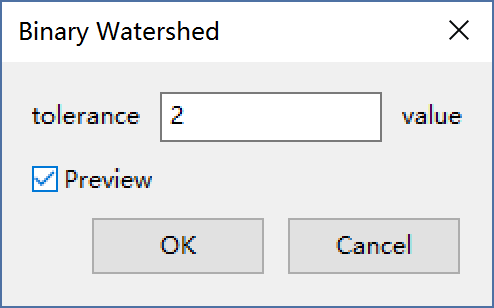 Binary Watershed
tolerance 2 value
Preview
OK Cancel